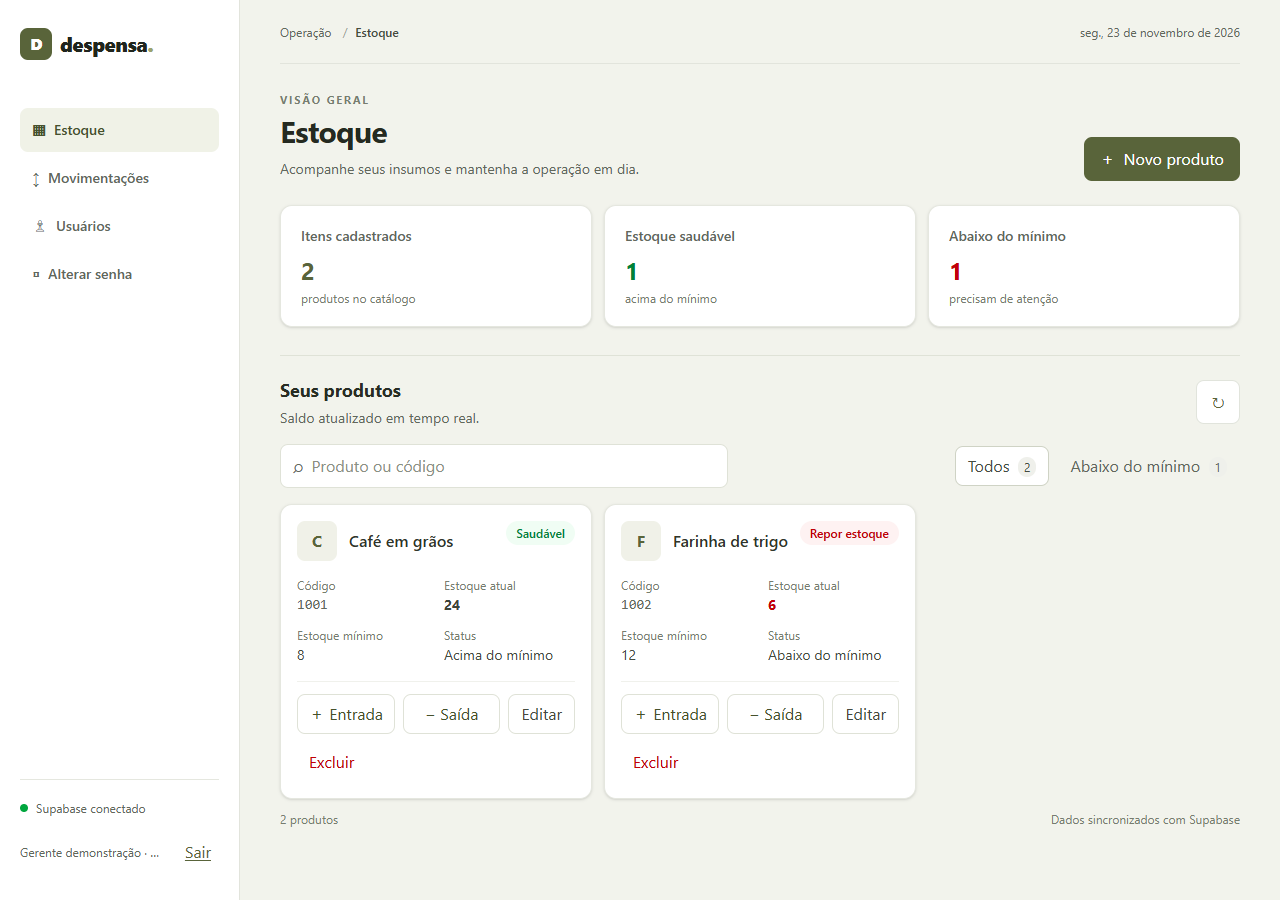 D despensa.
Estoque
Movimentações
Usuários
Alterar senha
Supabase conectado
Gerente demonstração · ...
Sair
Operação / Estoque
seg., 23 de novembro de 2026
VISÃO GERAL
Estoque
Acompanhe seus insumos e mantenha a operação em dia.
+ Novo produto
Itens cadastrados
2
produtos no catálogo
Estoque saudável
1
acima do mínimo
Abaixo do mínimo
1
precisam de atenção
Seus produtos
Saldo atualizado em tempo real.
↻
Produto ou código
Todos 2
Abaixo do mínimo 1
C Café em grãos Saudável
Código
1001
Estoque atual
24
Estoque mínimo
8
Status
Acima do mínimo
+ Entrada
− Saída
Editar
Excluir
F Farinha de trigo Repor estoque
Código
1002
Estoque atual
6
Estoque mínimo
12
Status
Abaixo do mínimo
+ Entrada
− Saída
Editar
Excluir
2 produtos
Dados sincronizados com Supabase